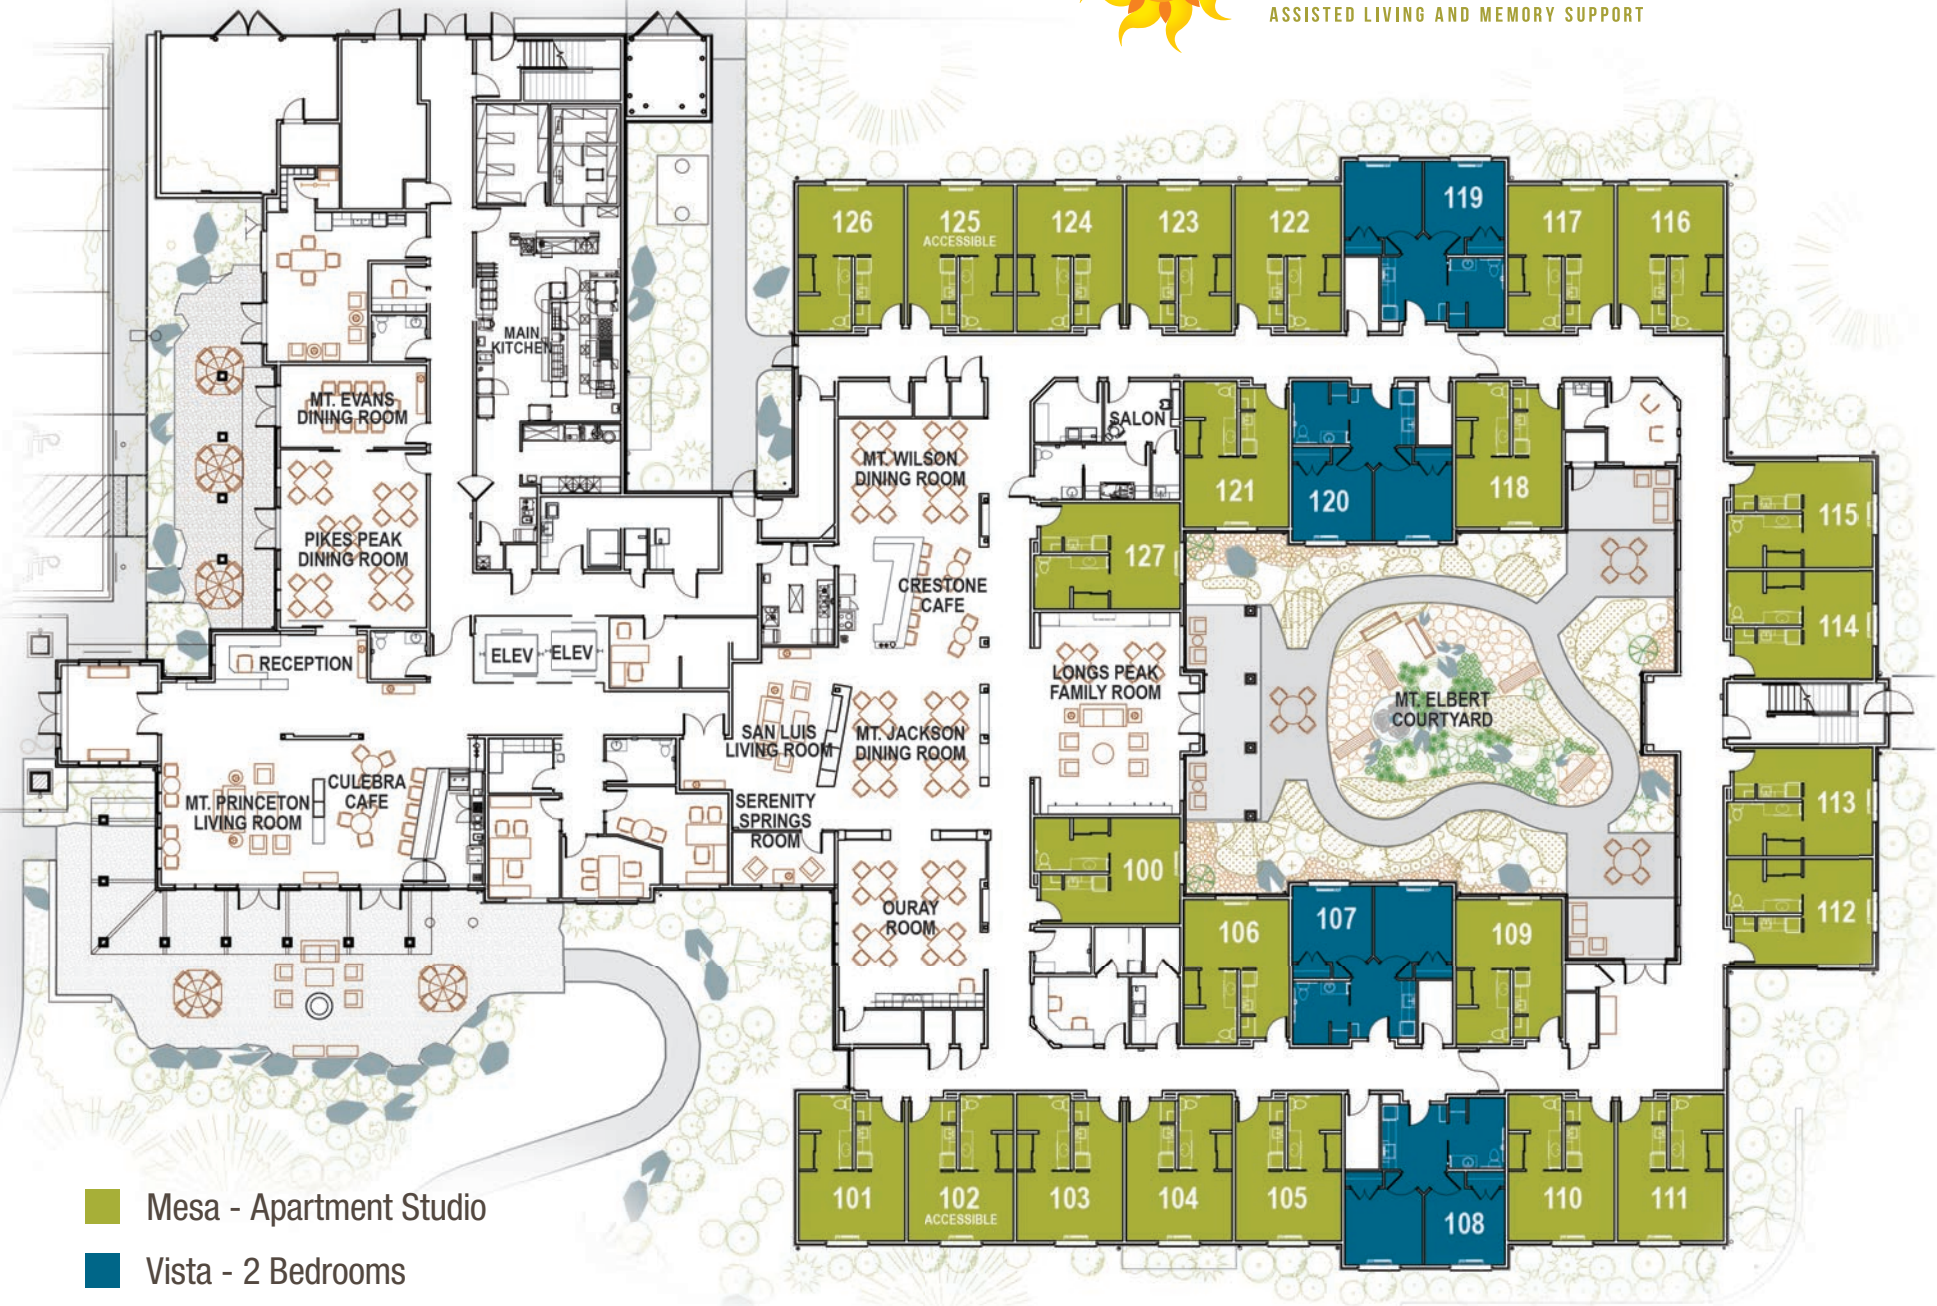 ASSISTED LIVING AND MEMORY SUPPORT
126
125
ACCESSIBLE
124
123
122
119
117
116
MAIN
KITCHEN
MT. EVANS
DINING ROOM
SALON
MT. WILSON
DINING ROOM
121
120
118
115
PIKES PEAK
DINING ROOM
127
CRESTONE
CAFE
114
RECEPTION
ELEV
ELEV
LONGS PEAK
FAMILY ROOM
MT. ELBERT
COURTYARD
SAN LUIS
LIVING ROOM
MT. JACKSON
DINING ROOM
CULEBRA
CAFE
MT. PRINCETON
LIVING ROOM
SERENITY
SPRINGS
ROOM
113
100
112
OURAY
ROOM
106
107
109
101
102
ACCESSIBLE
103
104
105
108
110
111
Mesa - Apartment Studio
Vista - 2 Bedrooms